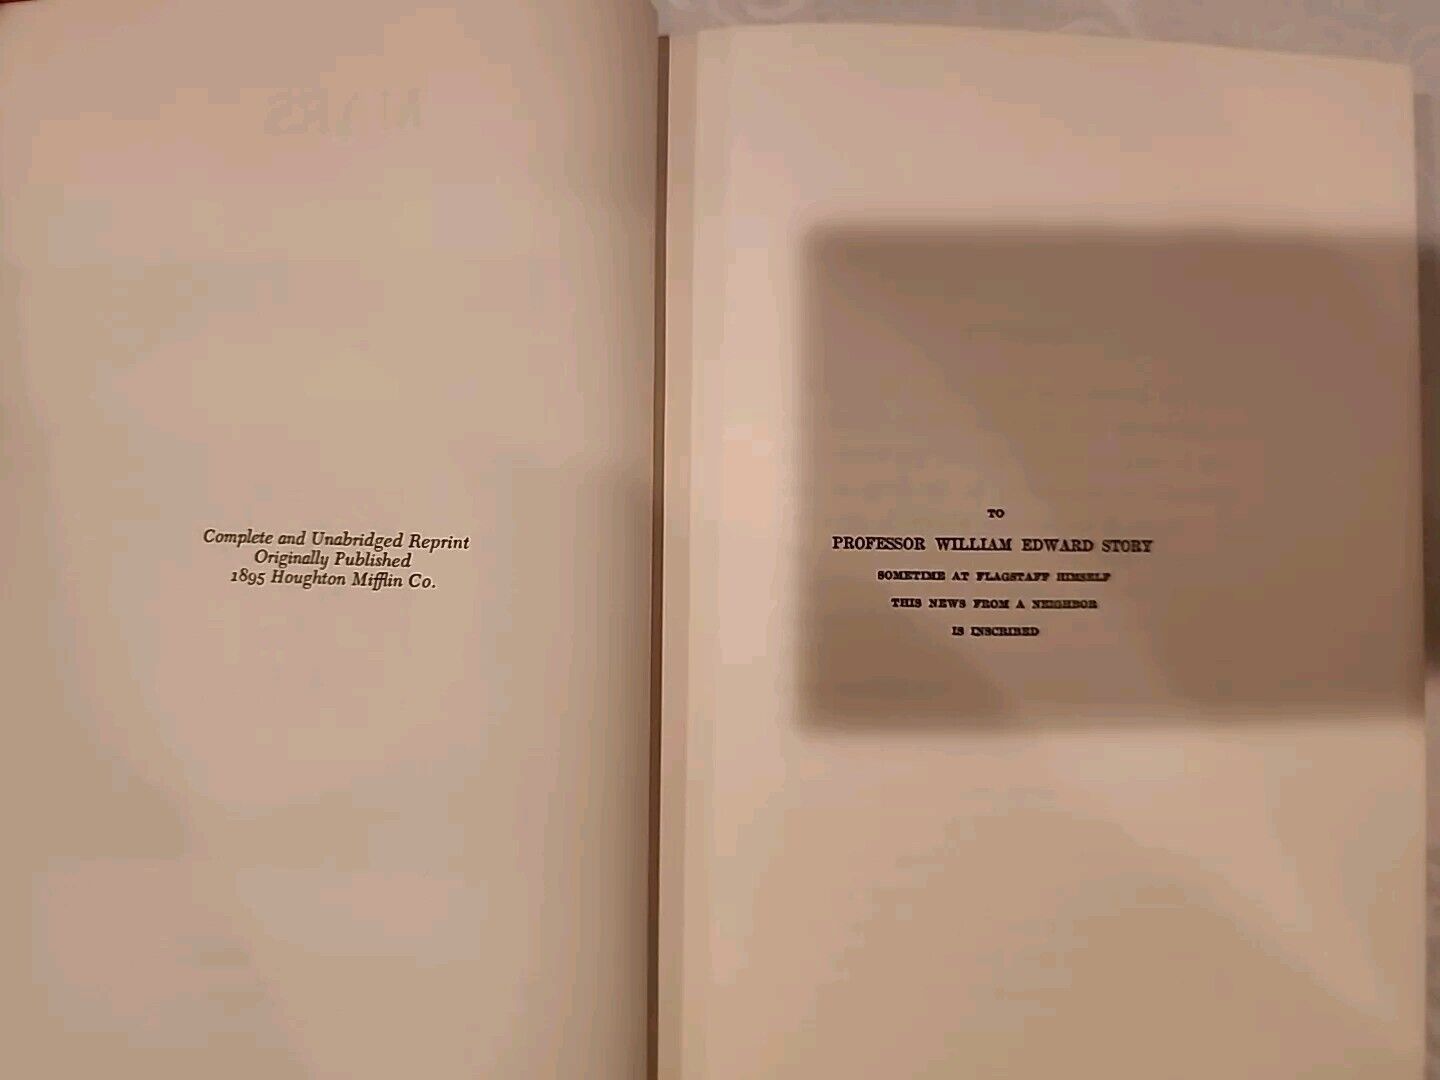 Complete and Unabridged Reprint
Originally Published
1895 Houghton Mifflin Co.
TO
PROFESSOR WILLIAM EDWARD STORY
SOMETIME AT FLAGSTAFF HIMSELF
THIS NEWS FROM A NEIGHBOR
IS INSCRIBED